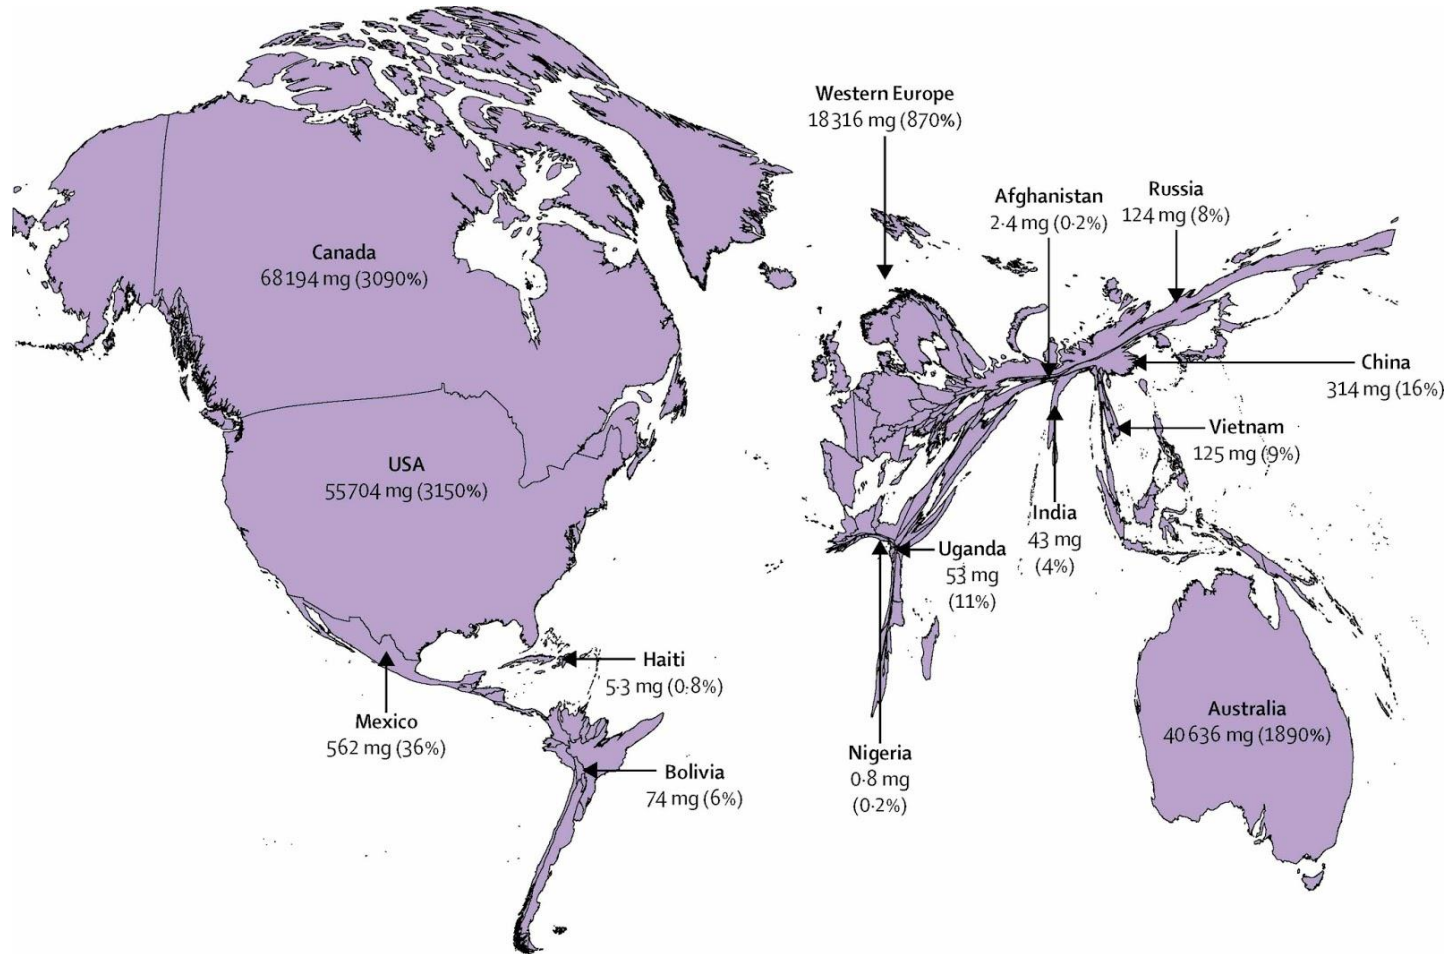 Western Europe
18 316 mg (870%)
Afghanistan
2·4 mg (0·2%)
Russia
124 mg (8%)
Canada
68 194 mg (3090%)
China
314 mg (16%)
Vietnam
125 mg (9%)
USA
55 704 mg (3150%)
India
43 mg
(4%)
Uganda
53 mg
(11%)
Haiti
5·3 mg (0·8%)
Mexico
562 mg (36%)
Australia
40 636 mg (1890%)
Nigeria
0·8 mg
(0·2%)
Bolivia
74 mg (6%)